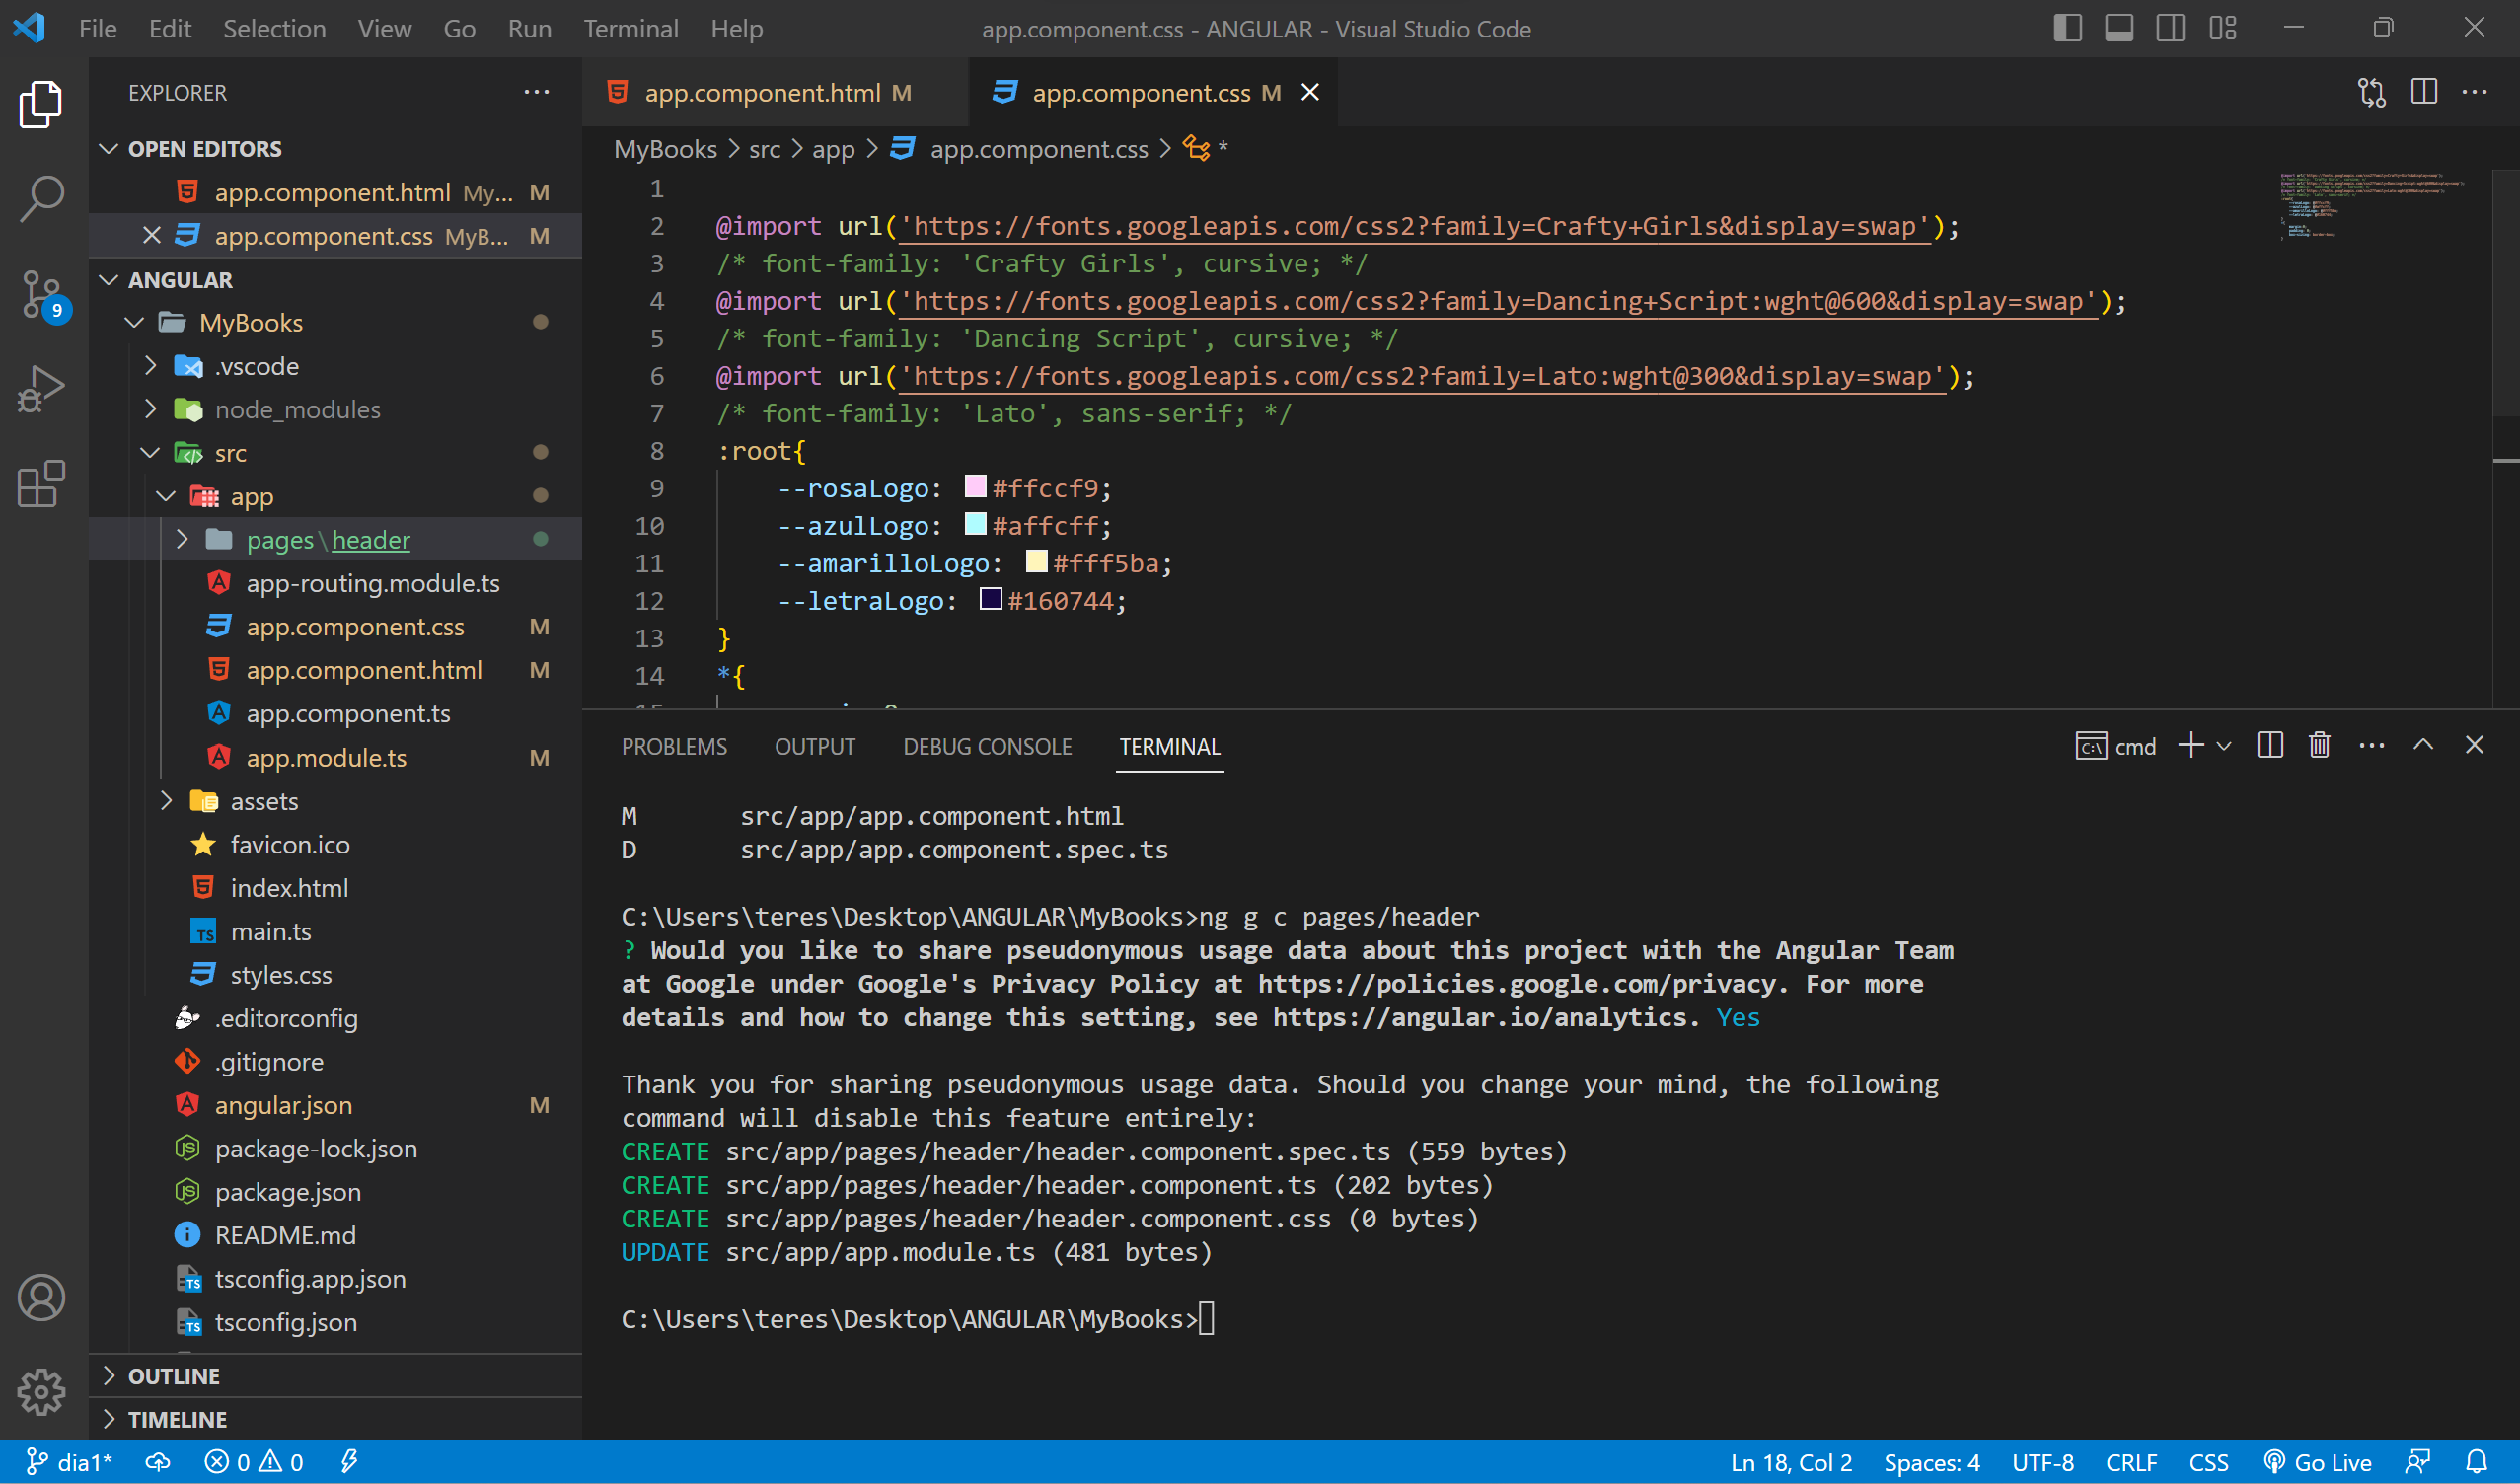 File Edit Selection View Go Run Terminal Help
app.component.css - ANGULAR - Visual Studio Code
EXPLORER
OPEN EDITORS
app.component.html My... M
app.component.css MyB... M
ANGULAR
9
MyBooks
.vscode
node_modules
src
app
pages\header
app-routing.module.ts
app.component.css M
app.component.html M
app.component.ts
app.module.ts M
assets
favicon.ico
index.html
main.ts
styles.css
.editorconfig
.gitignore
angular.json M
package-lock.json
package.json
README.md
tsconfig.app.json
tsconfig.json
OUTLINE
TIMELINE
app.component.html M
app.component.css M
MyBooks > src > app > app.component.css > *
1
2 @import url('https://fonts.googleapis.com/css2?family=Crafty+Girls&display=swap');
3 /* font-family: 'Crafty Girls', cursive; */
4 @import url('https://fonts.googleapis.com/css2?family=Dancing+Script:wght@600&display=swap');
5 /* font-family: 'Dancing Script', cursive; */
6 @import url('https://fonts.googleapis.com/css2?family=Lato:wght@300&display=swap');
7 /* font-family: 'Lato', sans-serif; */
8 :root{
9 --rosaLogo: #ffccf9;
10 --azulLogo: #affcff;
11 --amarilloLogo: #fff5ba;
12 --letraLogo: #160744;
13 }
14 *{
PROBLEMS OUTPUT DEBUG CONSOLE TERMINAL
cmd
M src/app/app.component.html
D src/app/app.component.spec.ts
C:\Users\teres\Desktop\ANGULAR\MyBooks>ng g c pages/header
? Would you like to share pseudonymous usage data about this project with the Angular Team
at Google under Google's Privacy Policy at https://policies.google.com/privacy. For more
details and how to change this setting, see https://angular.io/analytics. Yes
Thank you for sharing pseudonymous usage data. Should you change your mind, the following
command will disable this feature entirely:
CREATE src/app/pages/header/header.component.spec.ts (559 bytes)
CREATE src/app/pages/header/header.component.ts (202 bytes)
CREATE src/app/pages/header/header.component.css (0 bytes)
UPDATE src/app/app.module.ts (481 bytes)
C:\Users\teres\Desktop\ANGULAR\MyBooks>
dia1* 0 0
Ln 18, Col 2 Spaces: 4 UTF-8 CRLF CSS Go Live